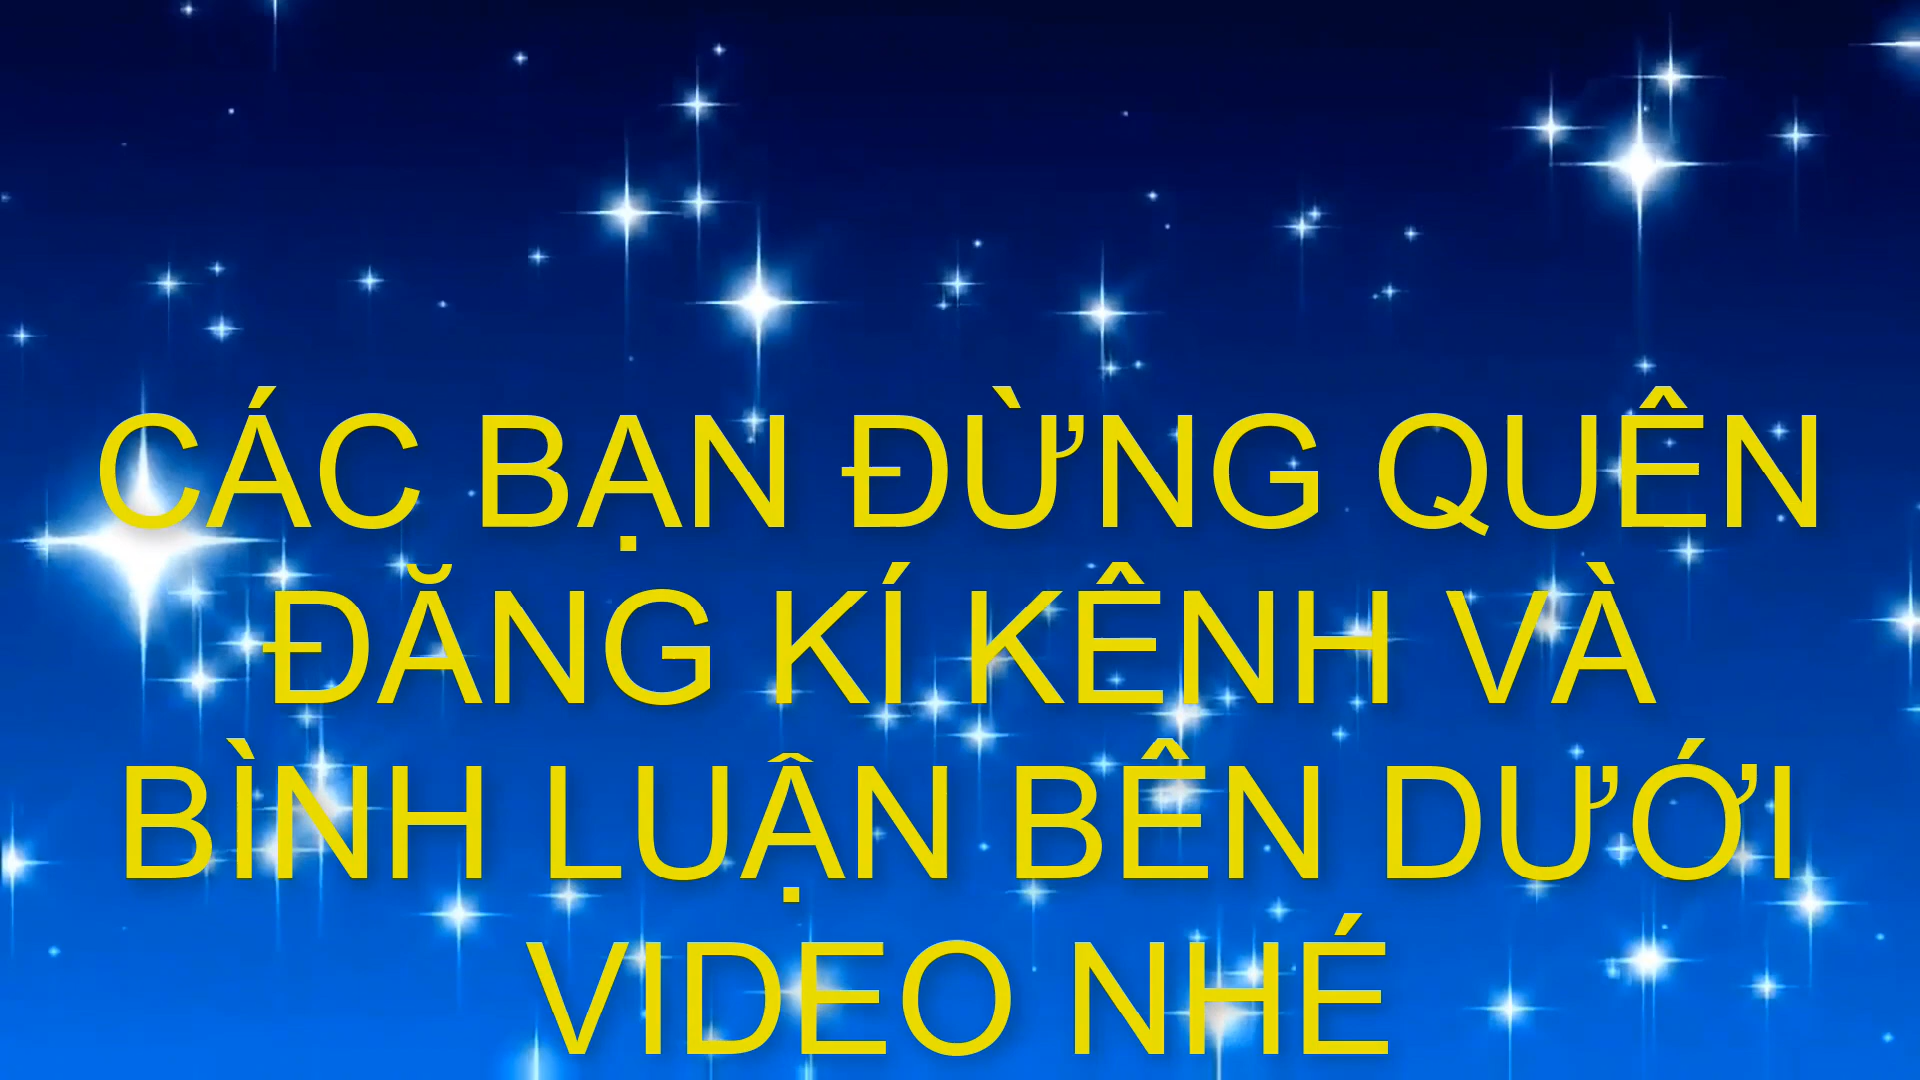 CÁC BẠN ĐỪNG QUÊN
ĐĂNG KÍ KÊNH VÀ
BÌNH LUẬN BÊN DƯỚI
VIDEO NHÉ